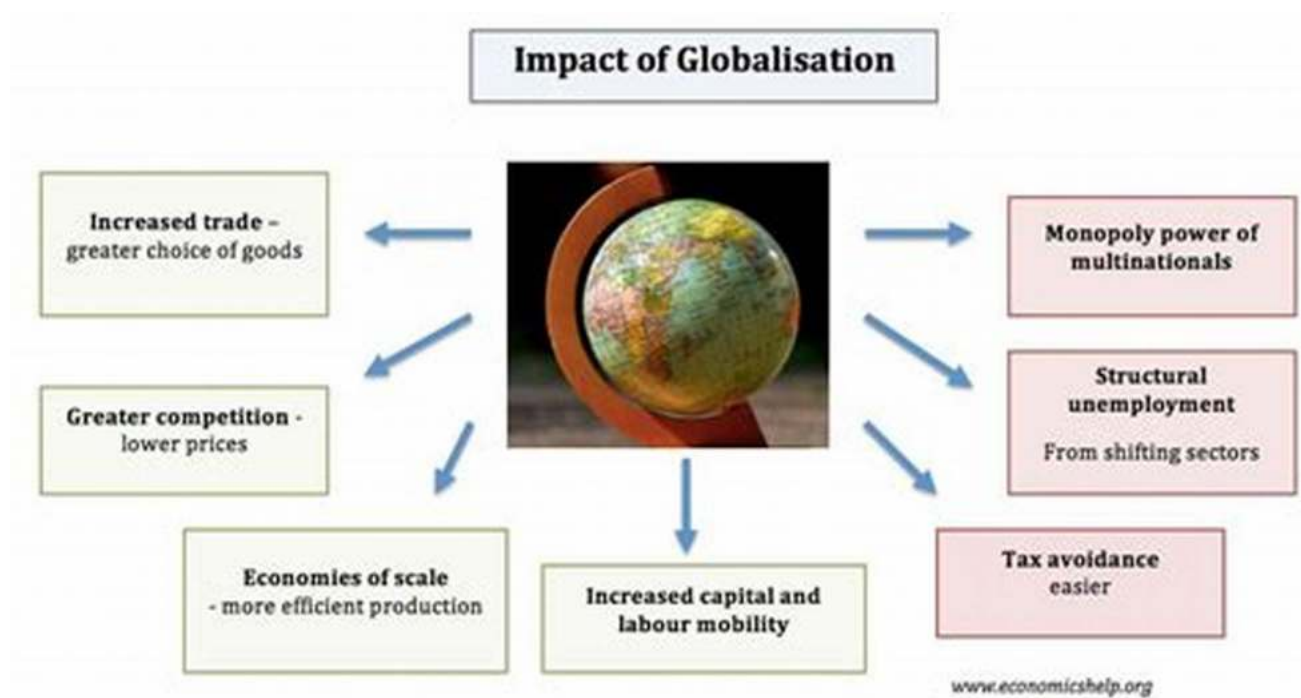 Impact of Globalisation
Increased trade –
greater choice of goods
Monopoly power of
multinationals
Greater competition -
lower prices
Structural
unemployment
From shifting sectors
Economies of scale
- more efficient production
Increased capital and
labour mobility
Tax avoidance
easier
www.economicshelp.org